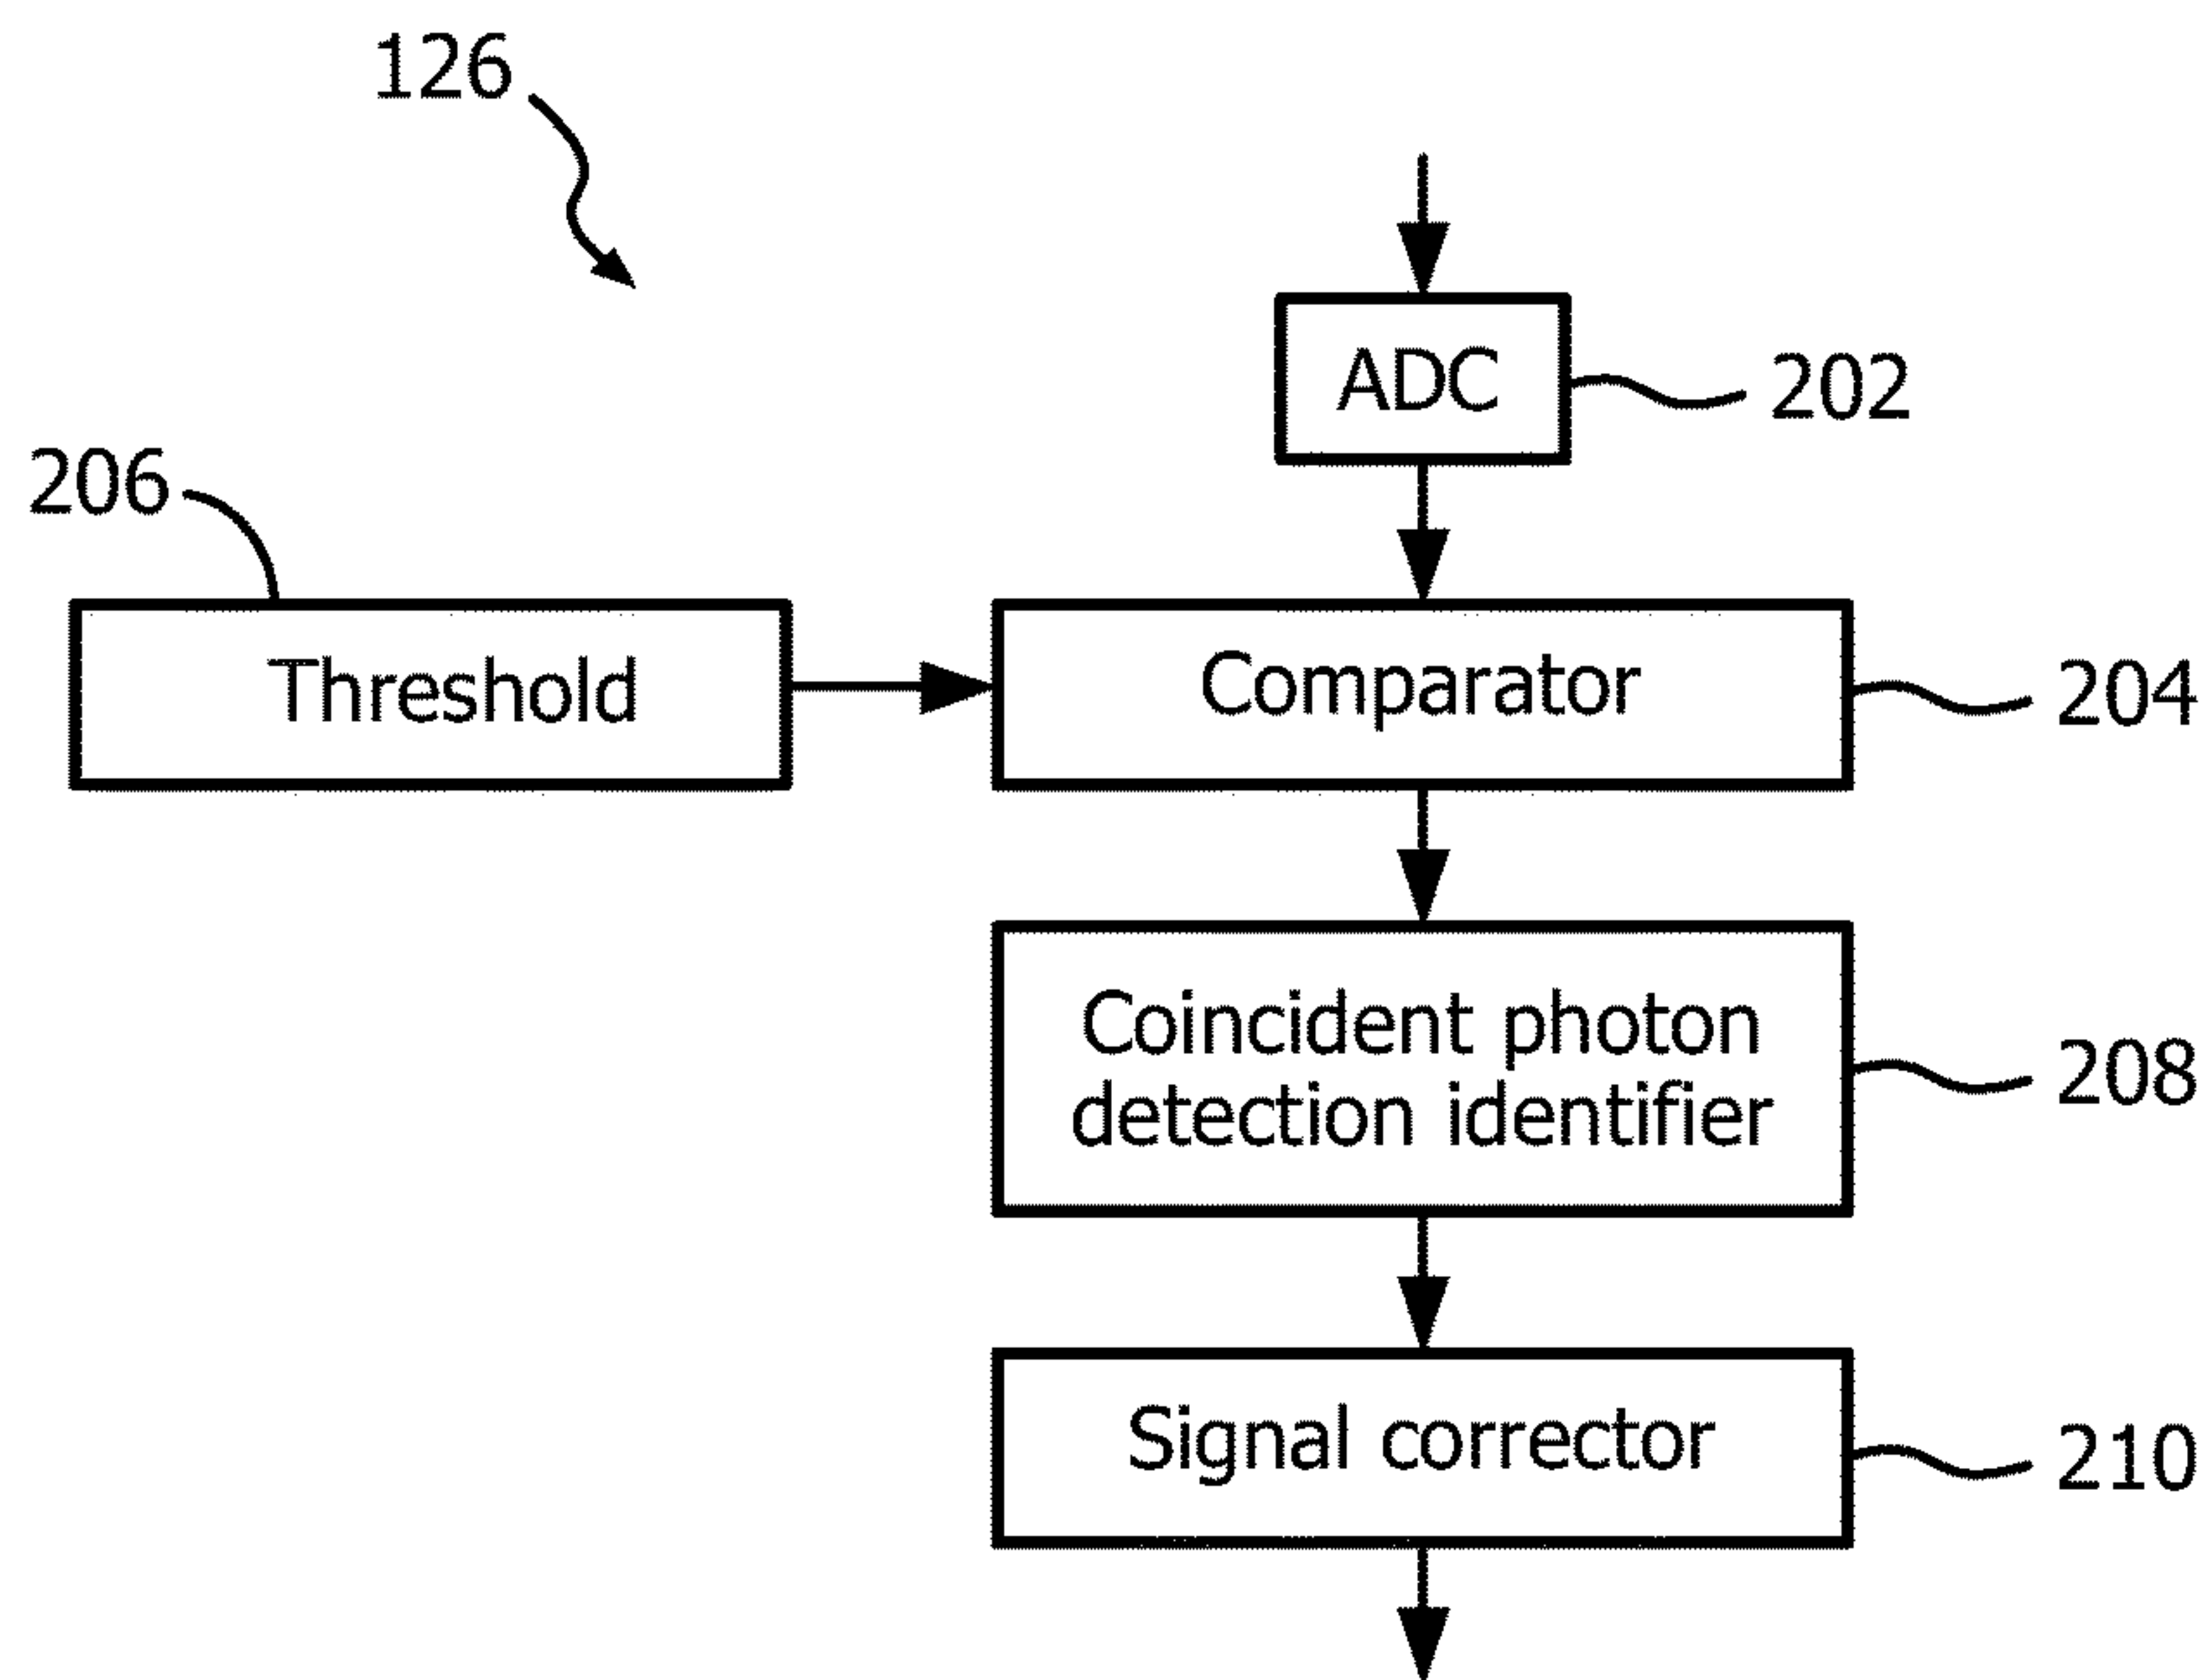 126
ADC
202
206
Threshold
Comparator
204
Coincident photon
detection identifier
208
Signal corrector
210